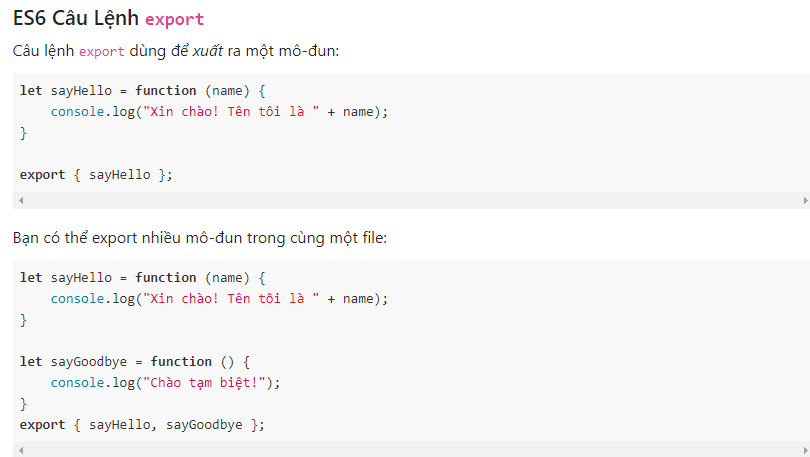 ES6 Câu Lệnh export
Câu lệnh export dùng để xuất ra một mô-đun:
let sayHello = function (name) {
    console.log("Xin chào! Tên tôi là " + name);
}
export { sayHello };
Bạn có thể export nhiều mô-đun trong cùng một file:
let sayHello = function (name) {
    console.log("Xin chào! Tên tôi là " + name);
}
let sayGoodbye = function () {
    console.log("Chào tạm biệt!");
}
export { sayHello, sayGoodbye };